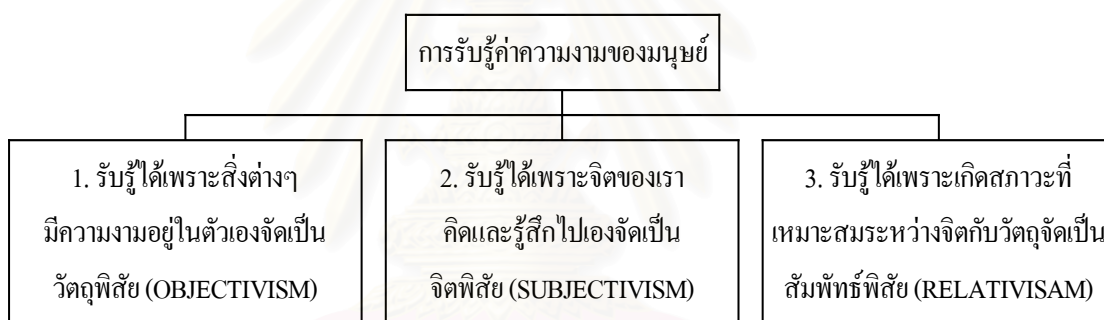 การรับรู้ค่าความงามของมนุษย์
1. รับรู้ได้เพราะสิ่งต่างๆ
มีความงามอยู่ในตัวเองจัดเป็น
วัตถุพิสัย (OBJECTIVISM)
2. รับรู้ได้เพราะจิตของเรา
คิดและรู้สึกไปเองจัดเป็น
จิตพิสัย (SUBJECTIVISM)
3. รับรู้ได้เพราะเกิดสภาวะที่
เหมาะสมระหว่างจิตกับวัตถุจัดเป็น
สัมพัทธ์พิสัย (RELATIVISAM)